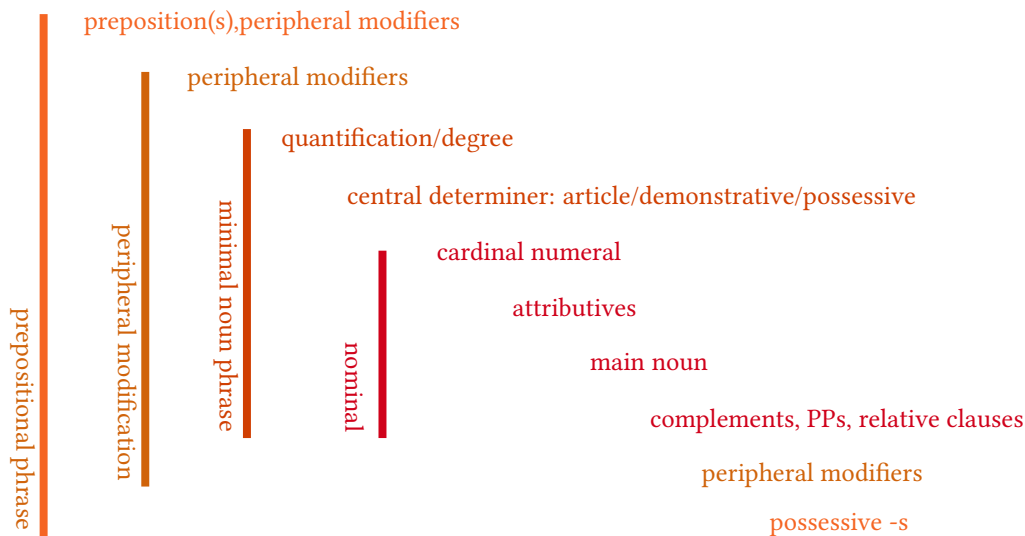 preposition(s),peripheral modifiers
peripheral modifiers
quantification/degree
central determiner: article/demonstrative/possessive
cardinal numeral
attributives
main noun
complements, PPs, relative clauses
peripheral modifiers
possessive -s
prepositional phrase
peripheral modification
minimal noun phrase
nominal